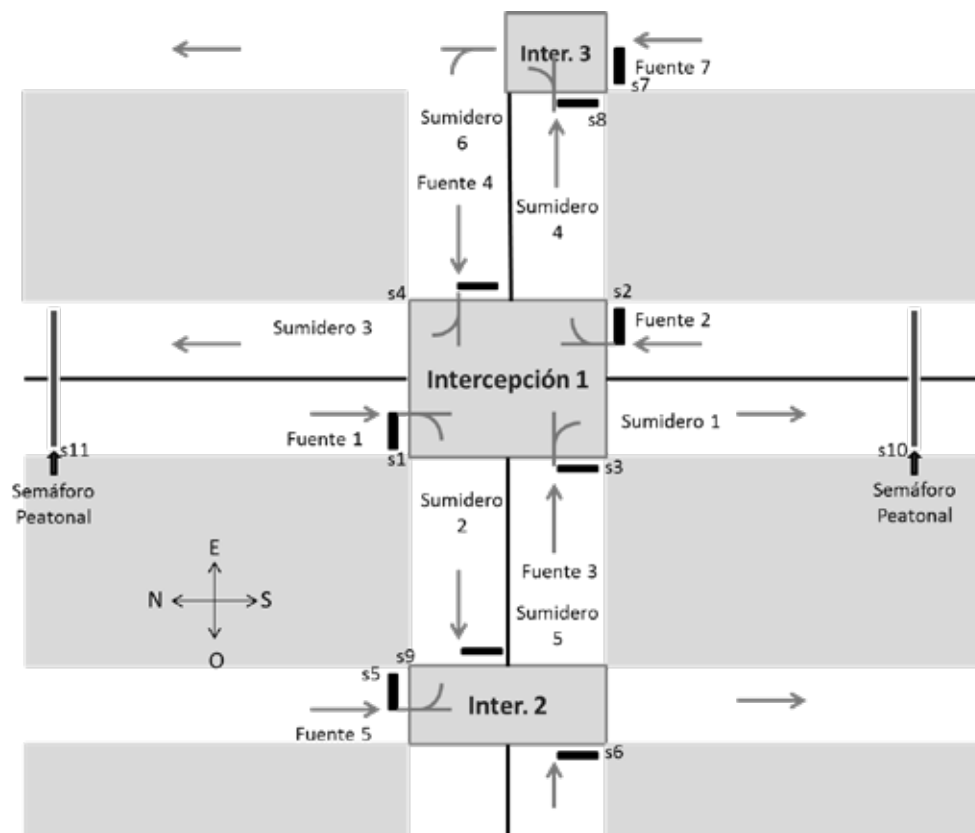 Inter. 3
Fuente 7
s7
s8
Sumidero
6
Fuente 4
Sumidero
4
s4
s2
Sumidero 3
Fuente 2
Intercepción 1
Fuente 1
Sumidero 1
s11
s1
s3
s10
Semáforo
Peatonal
Semáforo
Peatonal
Sumidero
2
Fuente 3
Sumidero
5
E
N
S
O
s9
s5
Inter. 2
Fuente 5
s6